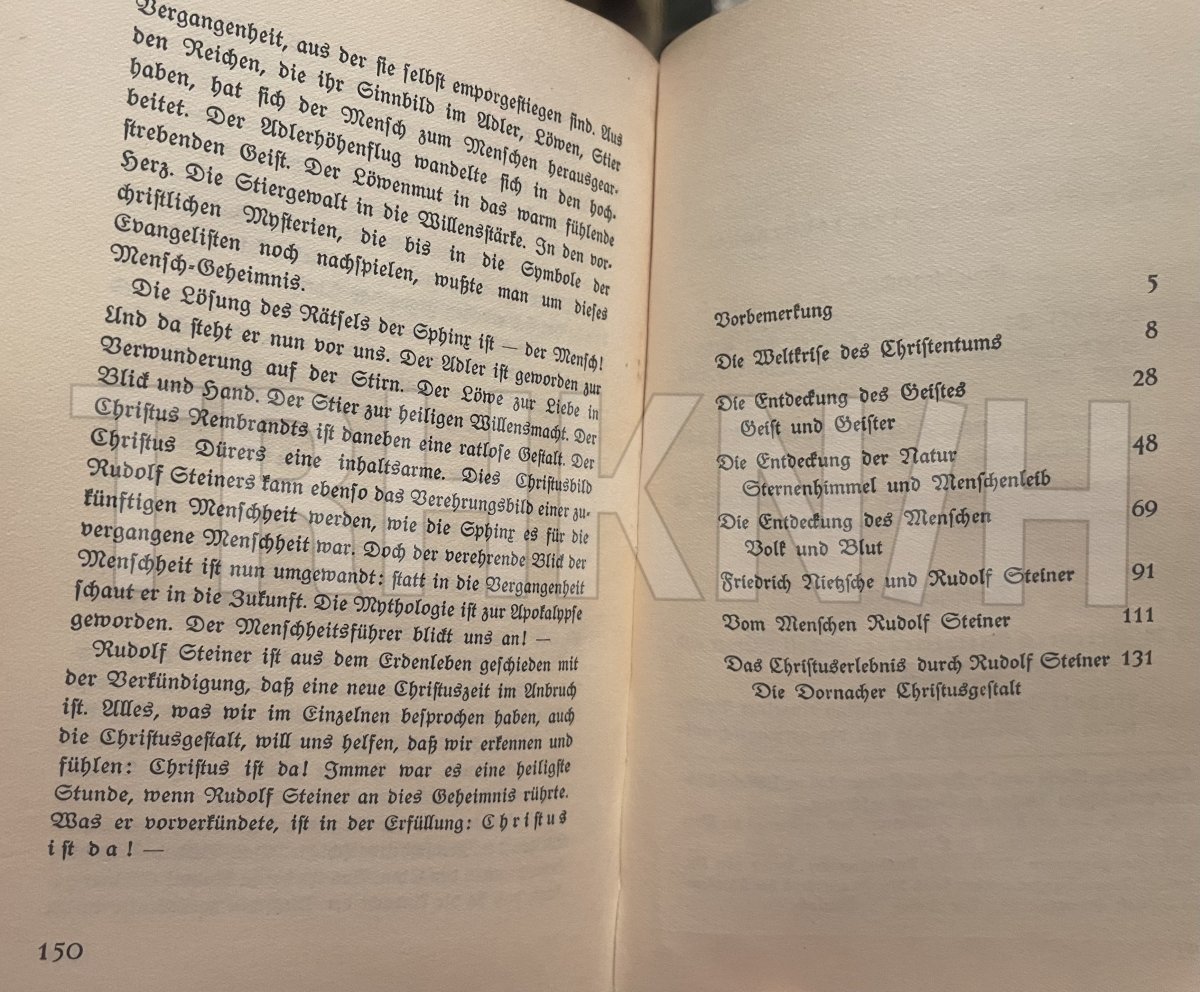 Vergangenheit, aus der sie selbst emporgestiegen sind. Aus
den Reichen, die ihr Sinnbild im Adler, Löwen, Stier
haben, hat sich der Mensch zum Menschen herausgear-
beitet. Der Adlerhöhenflug wandelte sich in den hoch-
strebenden Geist. Der Löwenmut in das warm fühlende
Herz. Die Stiergewalt in die Willensstärke. In den vor-
christlichen Mysterien, die bis in die Symbole der
Evangelisten noch nachspielen, wußte man um dieses
Mensch-Geheimnis.
Die Lösung des Rätsels der Sphinx ist — der Mensch!
Und da steht er nun vor uns. Der Adler ist geworden zur
Verwunderung auf der Stirn. Der Löwe zur Liebe in
Blick und Hand. Der Stier zur heiligen Willensmacht. Der
Christus Rembrandts ist daneben eine ratlose Gestalt. Der
Christus Dürers eine inhaltsarme. Dies Christusbild
Rudolf Steiners kann ebenso das Verehrungsbild einer zu-
künftigen Menschheit werden, wie die Sphinx es für die
vergangene Menschheit war. Doch der verehrende Blick der
Menschheit ist nun umgewandt: statt in die Vergangenheit
schaut er in die Zukunft. Die Mythologie ist zur Apokalypse
geworden. Der Menschheitsführer blickt uns an! —
Rudolf Steiner ist aus dem Erdenleben geschieden mit
der Verkündigung, daß eine neue Christuszeit im Anbruch
ist. Alles, was wir im Einzelnen besprochen haben, auch
die Christusgestalt, will uns helfen, daß wir erkennen und
fühlen: Christus ist da! Immer war es eine heiligste
Stunde, wenn Rudolf Steiner an dies Geheimnis rührte.
Was er vorverkündete, ist in der Erfüllung: Christus
ist da! —
150
Vorbemerkung 5
Die Weltkrise des Christentums 8
Die Entdeckung des Geistes 28
Geist und Geister
Die Entdeckung der Natur 48
Sternenhimmel und Menschenleib
Die Entdeckung des Menschen 69
Volk und Blut
Friedrich Nietzsche und Rudolf Steiner 91
Vom Menschen Rudolf Steiner 111
Das Christuserlebnis durch Rudolf Steiner 131
Die Dornacher Christusgestalt